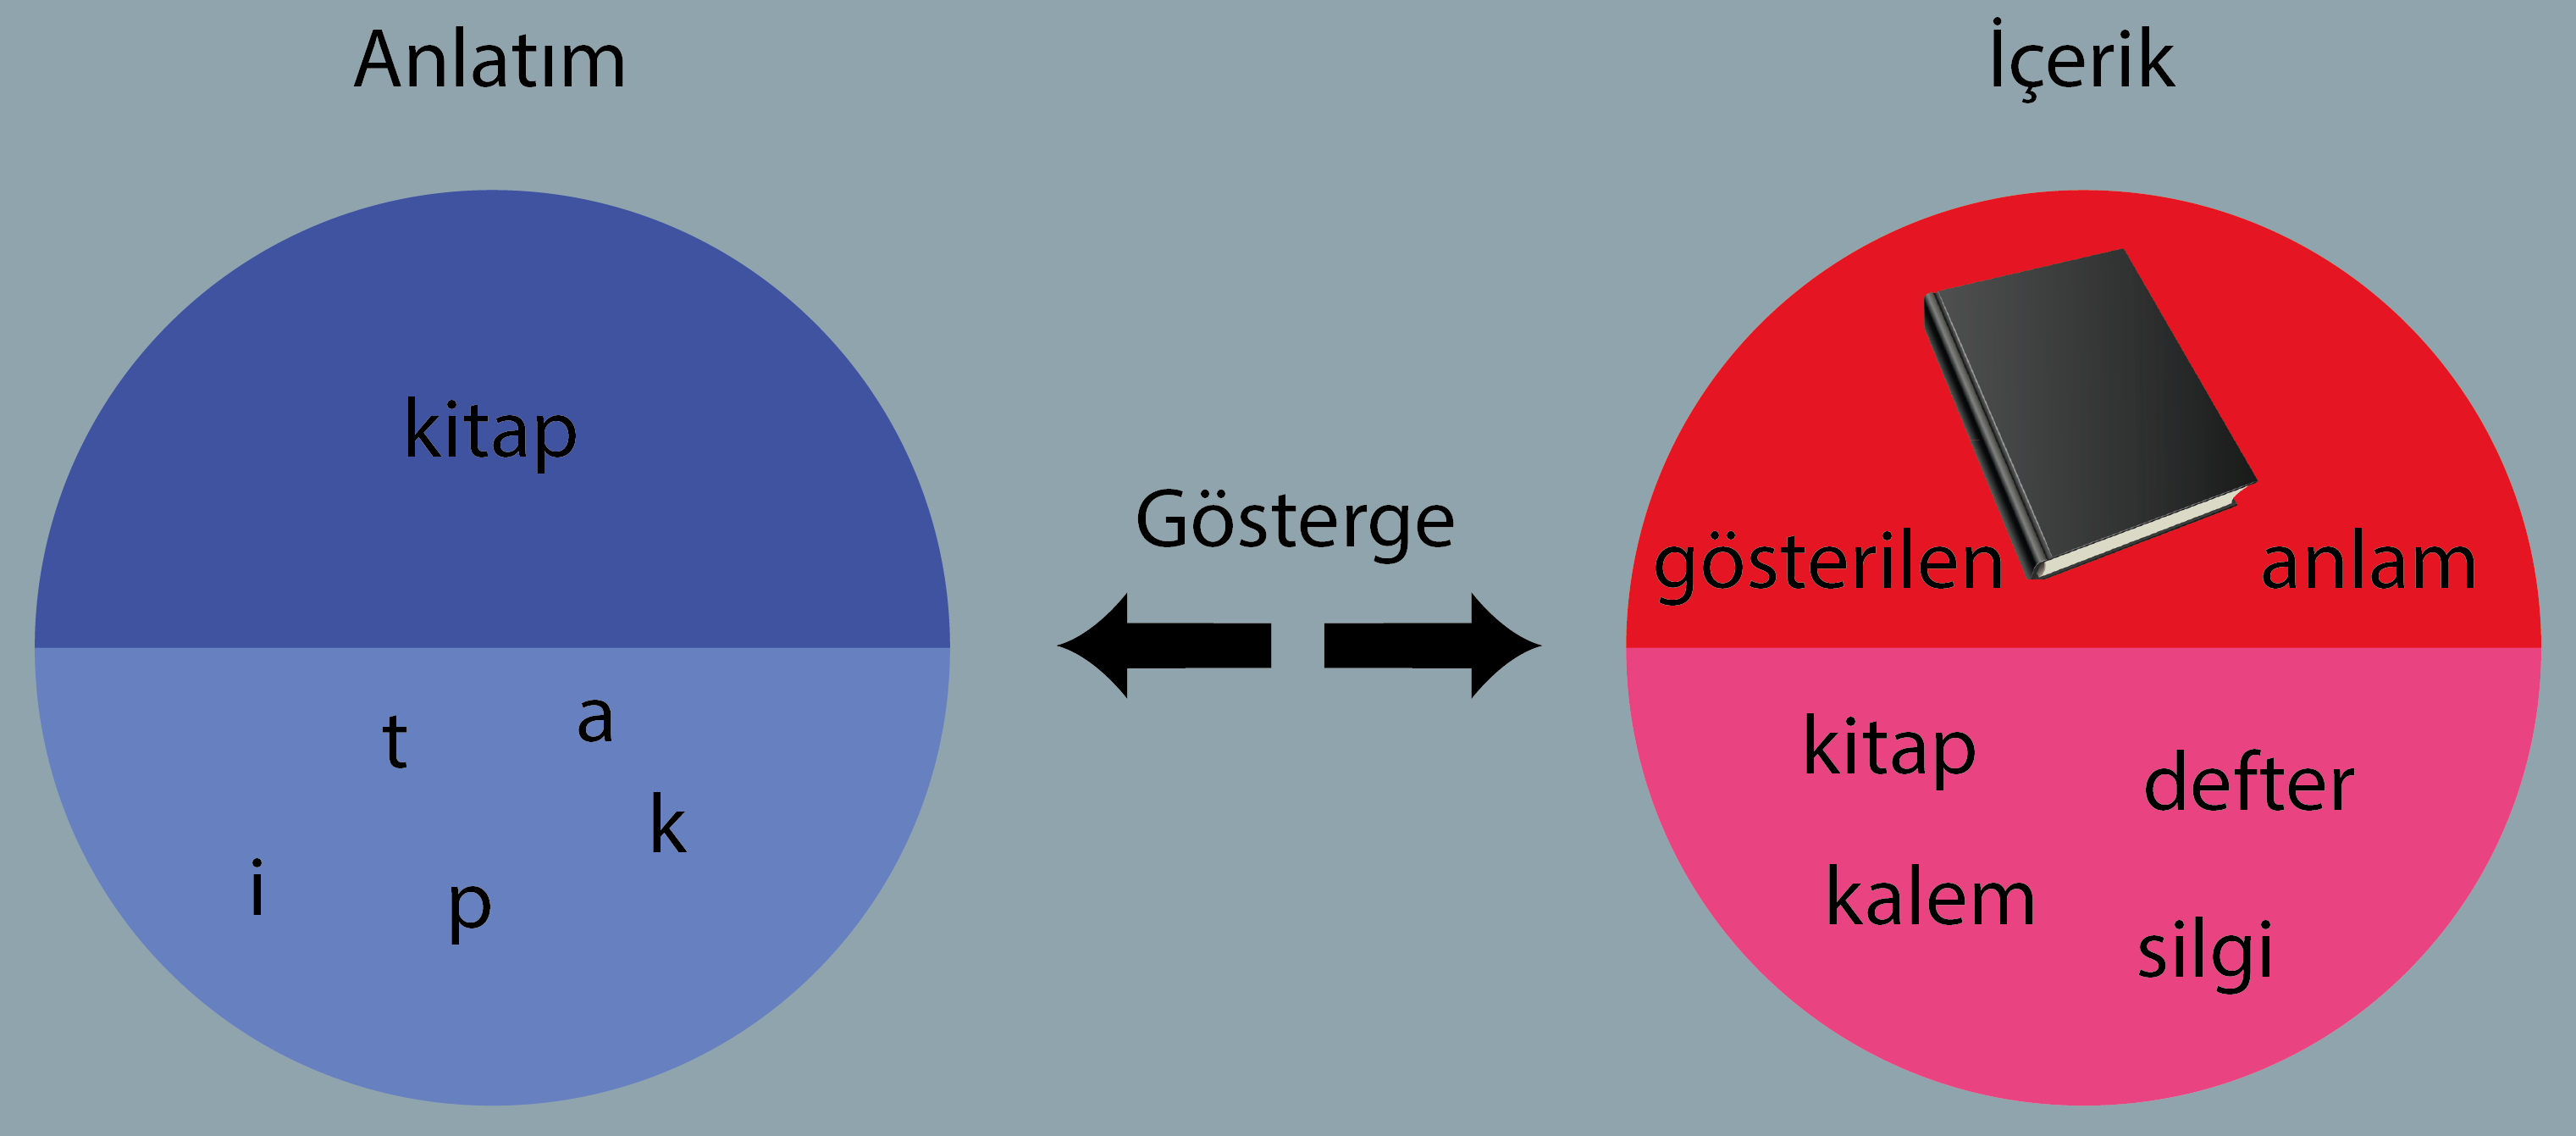 Anlatım
İçerik
kitap
Gösterge
gösterilen
anlam
t
a
k
i
p
kitap
defter
kalem
silgi